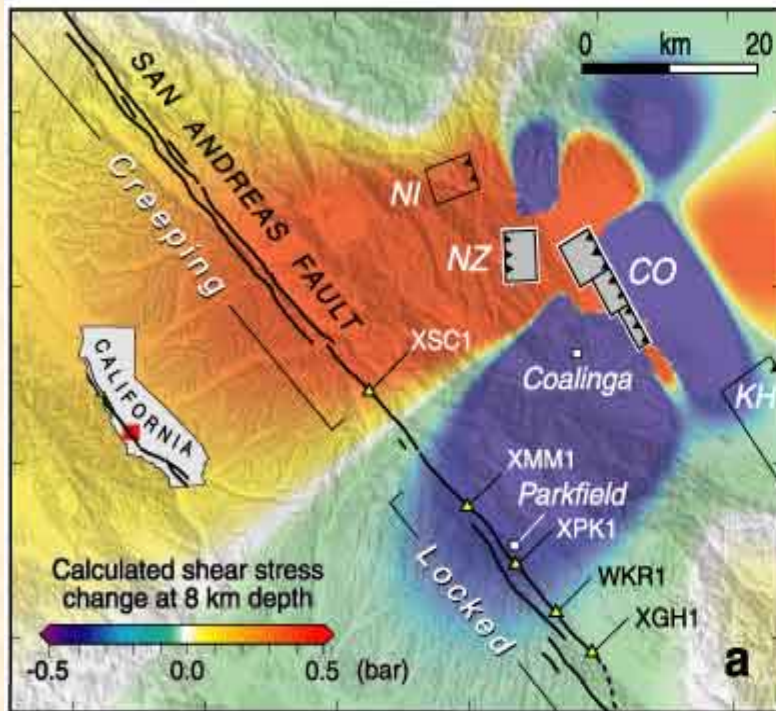 0 km 20
SAN ANDREAS FAULT
Creeping
NI
NZ
CO
XSC1
CALIFORNIA
Coalinga
KH
XMM1
Parkfield
XPK1
Locked
WKR1
XGH1
Calculated shear stress
change at 8 km depth
-0.5 0.0 0.5 (bar)
a